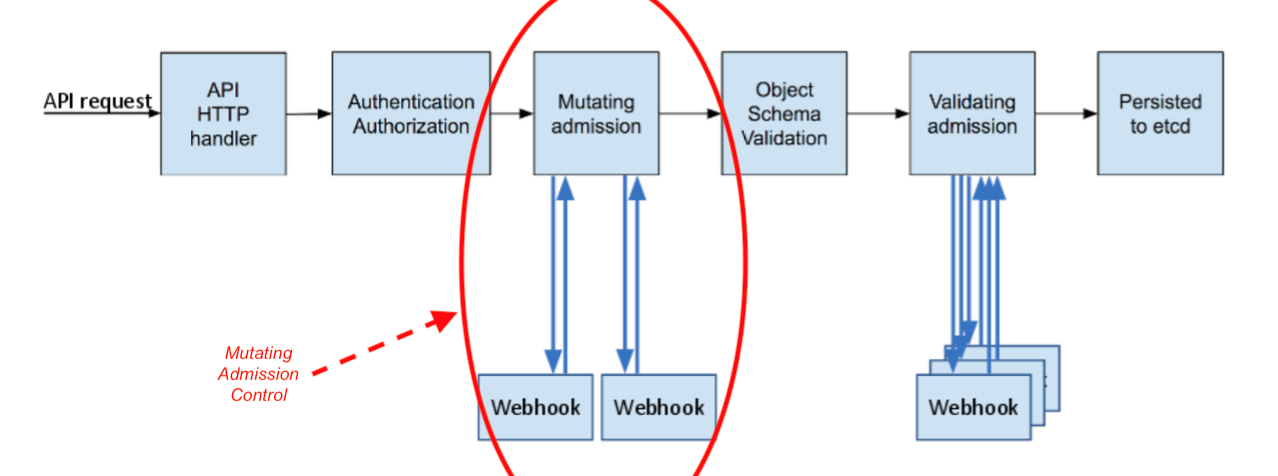 API request
API
HTTP
handler
Authentication
Authorization
Mutating
admission
Object
Schema
Validation
Validating
admission
Persisted
to etcd
Mutating
Admission
Control
Webhook
Webhook
Webhook